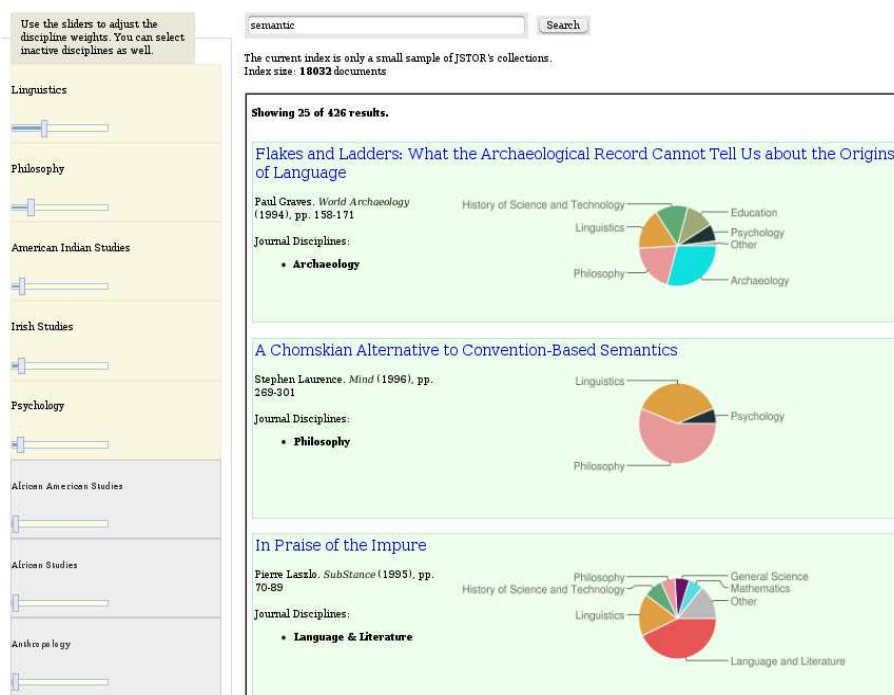 Use the sliders to adjust the
discipline weights. You can select
inactive disciplines as well.
Linguistics
Philosophy
American Indian Studies
Irish Studies
Psychology
African American Studies
African Studies
Anthropology
semantic
Search
The current index is only a small sample of JSTOR's collections.
Index size: 18032 documents
Showing 25 of 426 results.
Flakes and Ladders: What the Archaeological Record Cannot Tell Us about the Origins
of Language
Paul Graves. World Archaeology
(1994), pp. 158-171
Journal Disciplines:
• Archaeology
History of Science and Technology
Linguistics
Philosophy
Education
Psychology
Other
Archaeology
A Chomskian Alternative to Convention-Based Semantics
Stephen Laurence. Mind (1996), pp.
269-301
Journal Disciplines:
• Philosophy
Linguistics
Philosophy
Psychology
In Praise of the Impure
Pierre Laszlo. SubStance (1995), pp.
70-89
Journal Disciplines:
• Language & Literature
Philosophy
History of Science and Technology
Linguistics
General Science
Mathematics
Other
Language and Literature